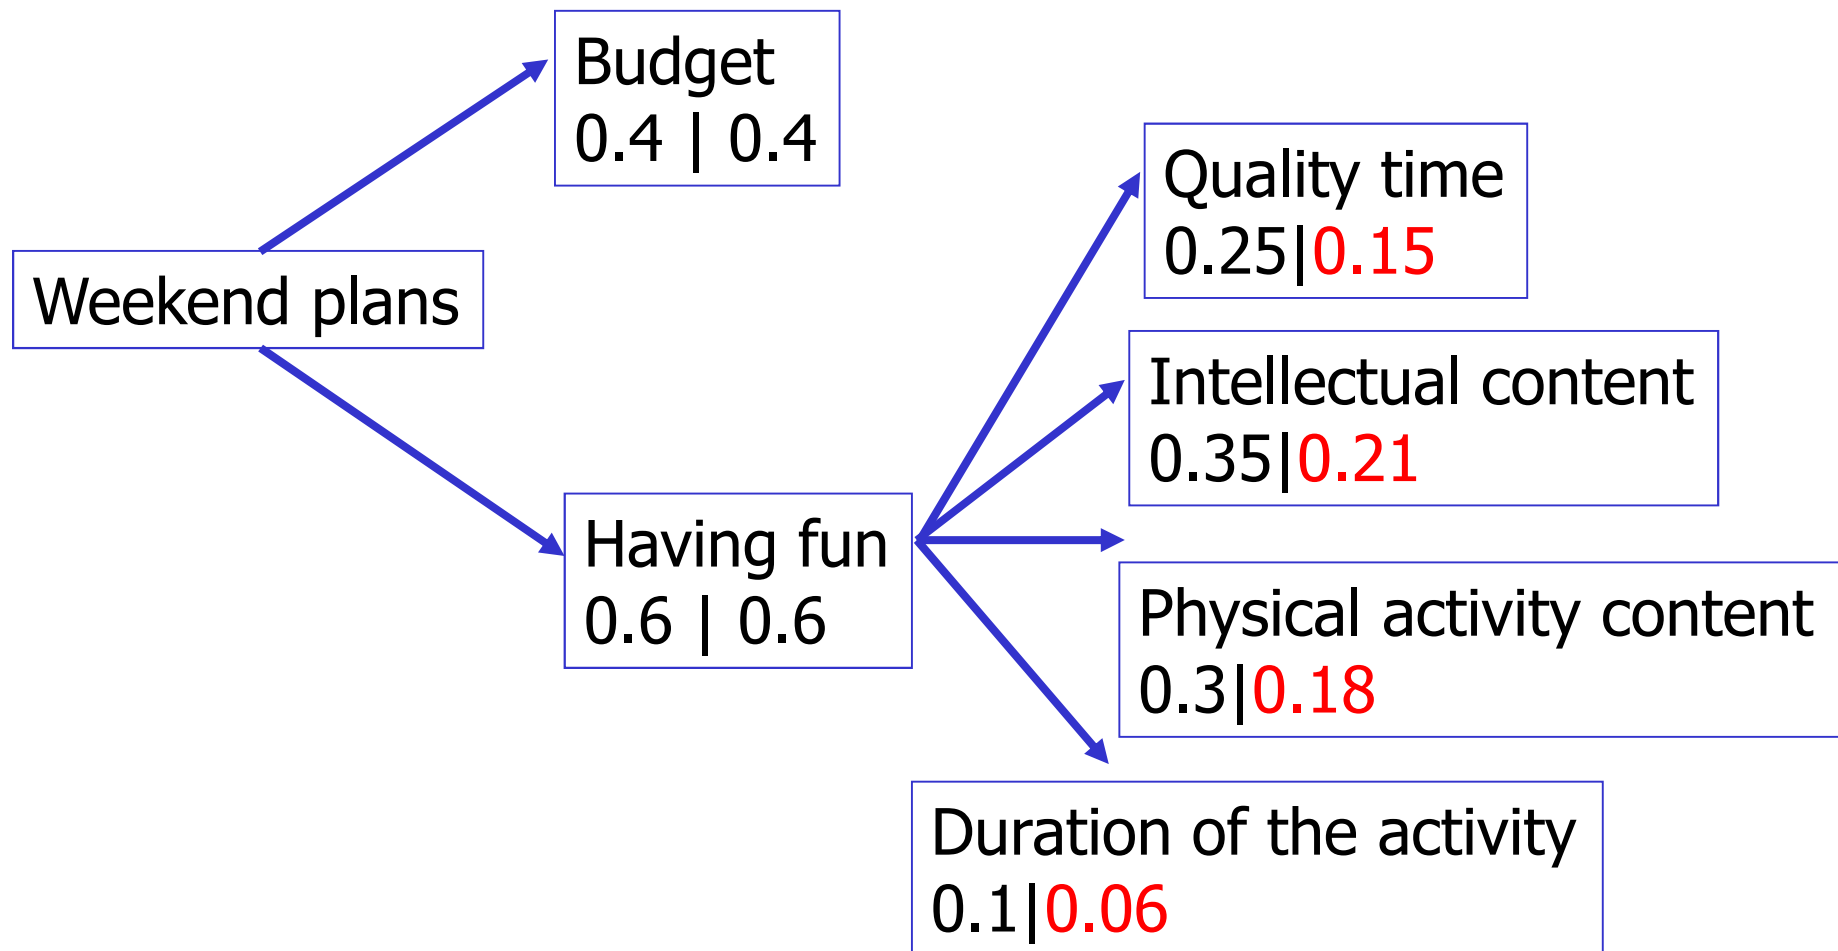 Budget
0.4 | 0.4
Weekend plans
Having fun
0.6 | 0.6
Quality time
0.25|0.15
Intellectual content
0.35|0.21
Physical activity content
0.3|0.18
Duration of the activity
0.1|0.06